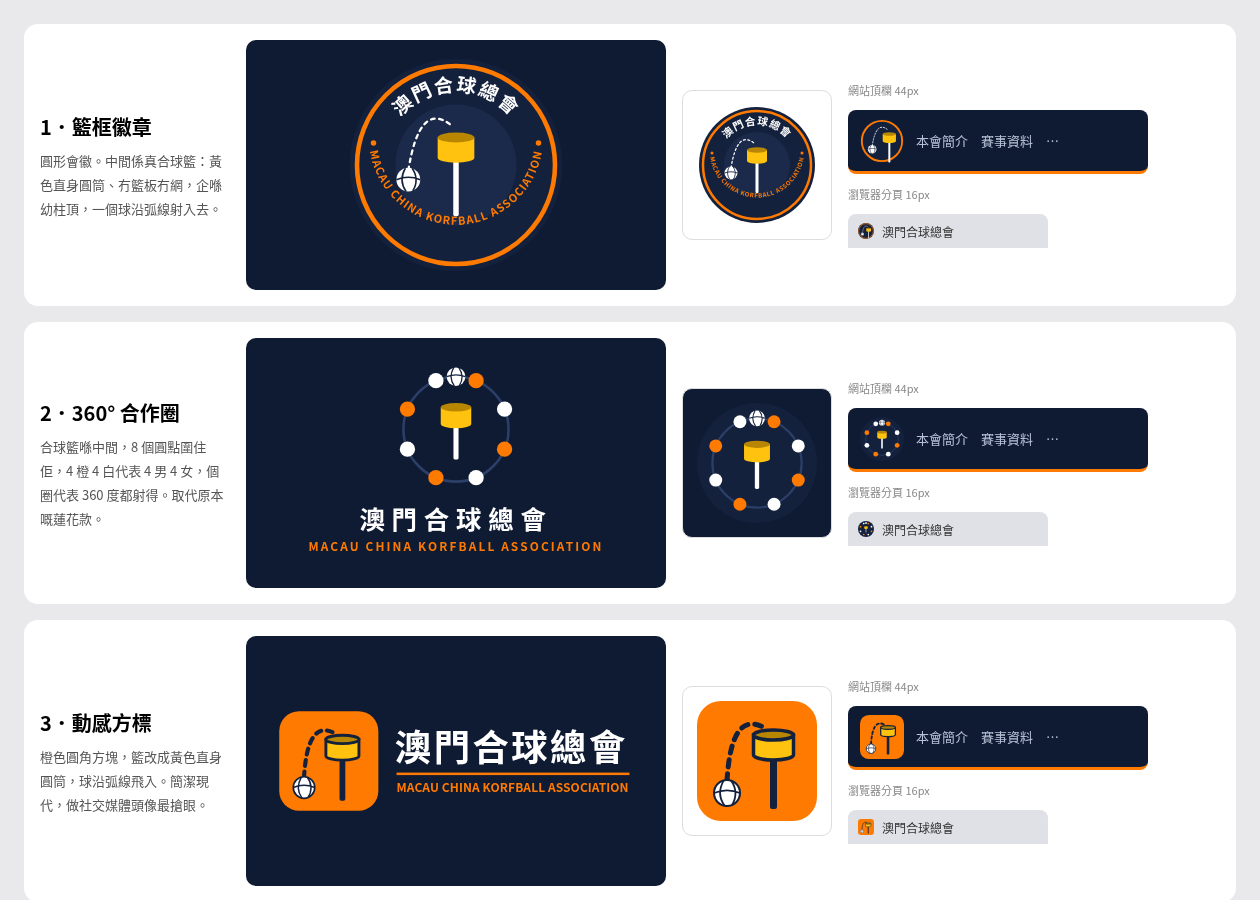 1・籃框徽章
圓形會徽。中間係真合球籃：黃
色直身圓筒、冇籃板冇網，企喺
幼柱頂，一個球沿弧線射入去。
澳門合球總會
MACAU CHINA KORFBALL ASSOCIATION
澳門合球總會
MACAU CHINA KORFBALL ASSOCIATION
網站頂欄 44px
本會簡介 賽事資料 ⋯
瀏覽器分頁 16px
澳門合球總會
2・360° 合作圈
合球籃喺中間，8 個圓點圍住
佢，4 橙 4 白代表 4 男 4 女，個
圈代表 360 度都射得。取代原本
嘅蓮花款。
澳門合球總會
MACAU CHINA KORFBALL ASSOCIATION
網站頂欄 44px
本會簡介 賽事資料 ⋯
瀏覽器分頁 16px
澳門合球總會
3・動感方標
橙色圓角方塊，籃改成黃色直身
圓筒，球沿弧線飛入。簡潔現
代，做社交媒體頭像最搶眼。
澳門合球總會
MACAU CHINA KORFBALL ASSOCIATION
網站頂欄 44px
本會簡介 賽事資料 ⋯
瀏覽器分頁 16px
澳門合球總會